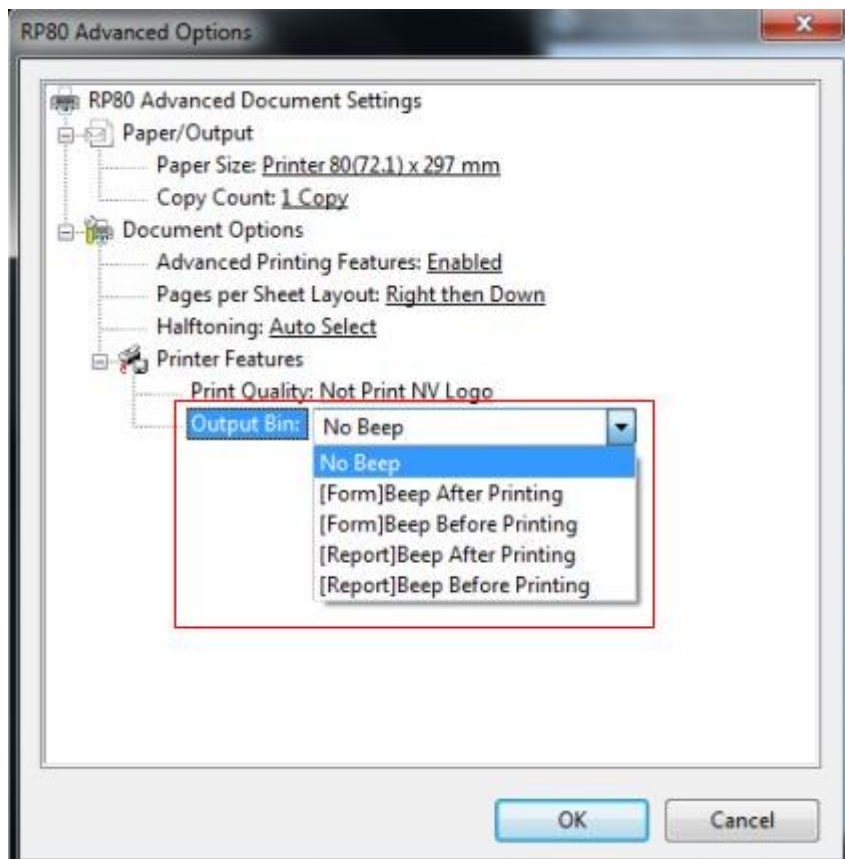 RP80 Advanced Options
RP80 Advanced Document Settings
Paper/Output
Paper Size: Printer 80(72.1) x 297 mm
Copy Count: 1 Copy
Document Options
Advanced Printing Features: Enabled
Pages per Sheet Layout: Right then Down
Halftoning: Auto Select
Printer Features
Print Quality: Not Print NV Logo
Output Bin: No Beep
No Beep
[Form]Beep After Printing
[Form]Beep Before Printing
[Report]Beep After Printing
[Report]Beep Before Printing
OK Cancel